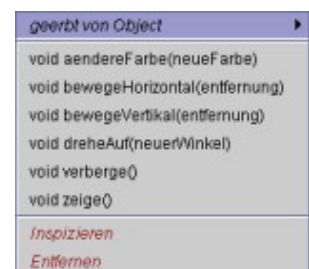 geerbt von Object
void aendereFarbe(neueFarbe)
void bewegeHorizontal(entfernung)
void bewegeVertikal(entfernung)
void dreheAuf(neuerWinkel)
void verberge()
void zeige()
Inspizieren
Entfernen